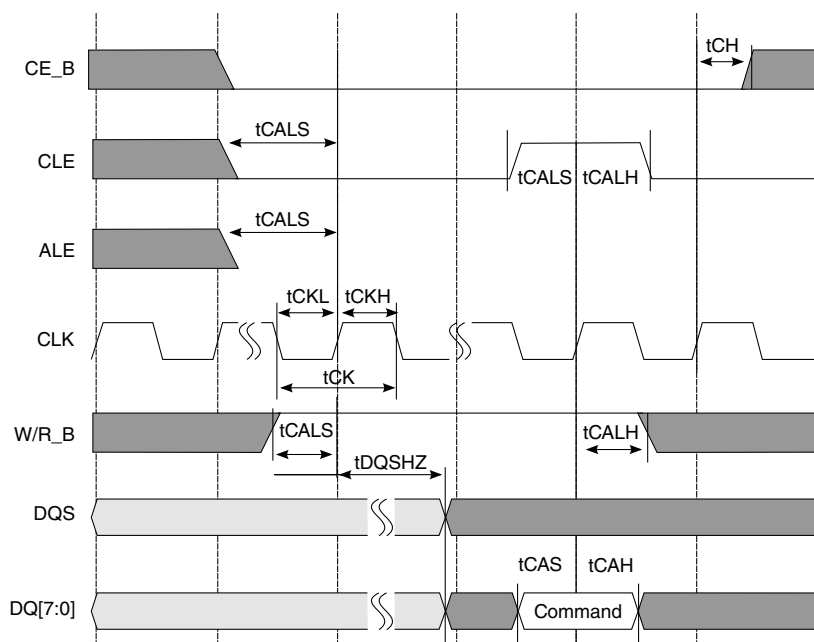 tCH
CE_B
tCALS
CLE
tCALS tCALH
tCALS
ALE
tCKL tCKH
CLK
tCK
W/R_B
tCALS
tCALH
tDQSHZ
DQS
tCAS tCAH
DQ[7:0]
Command